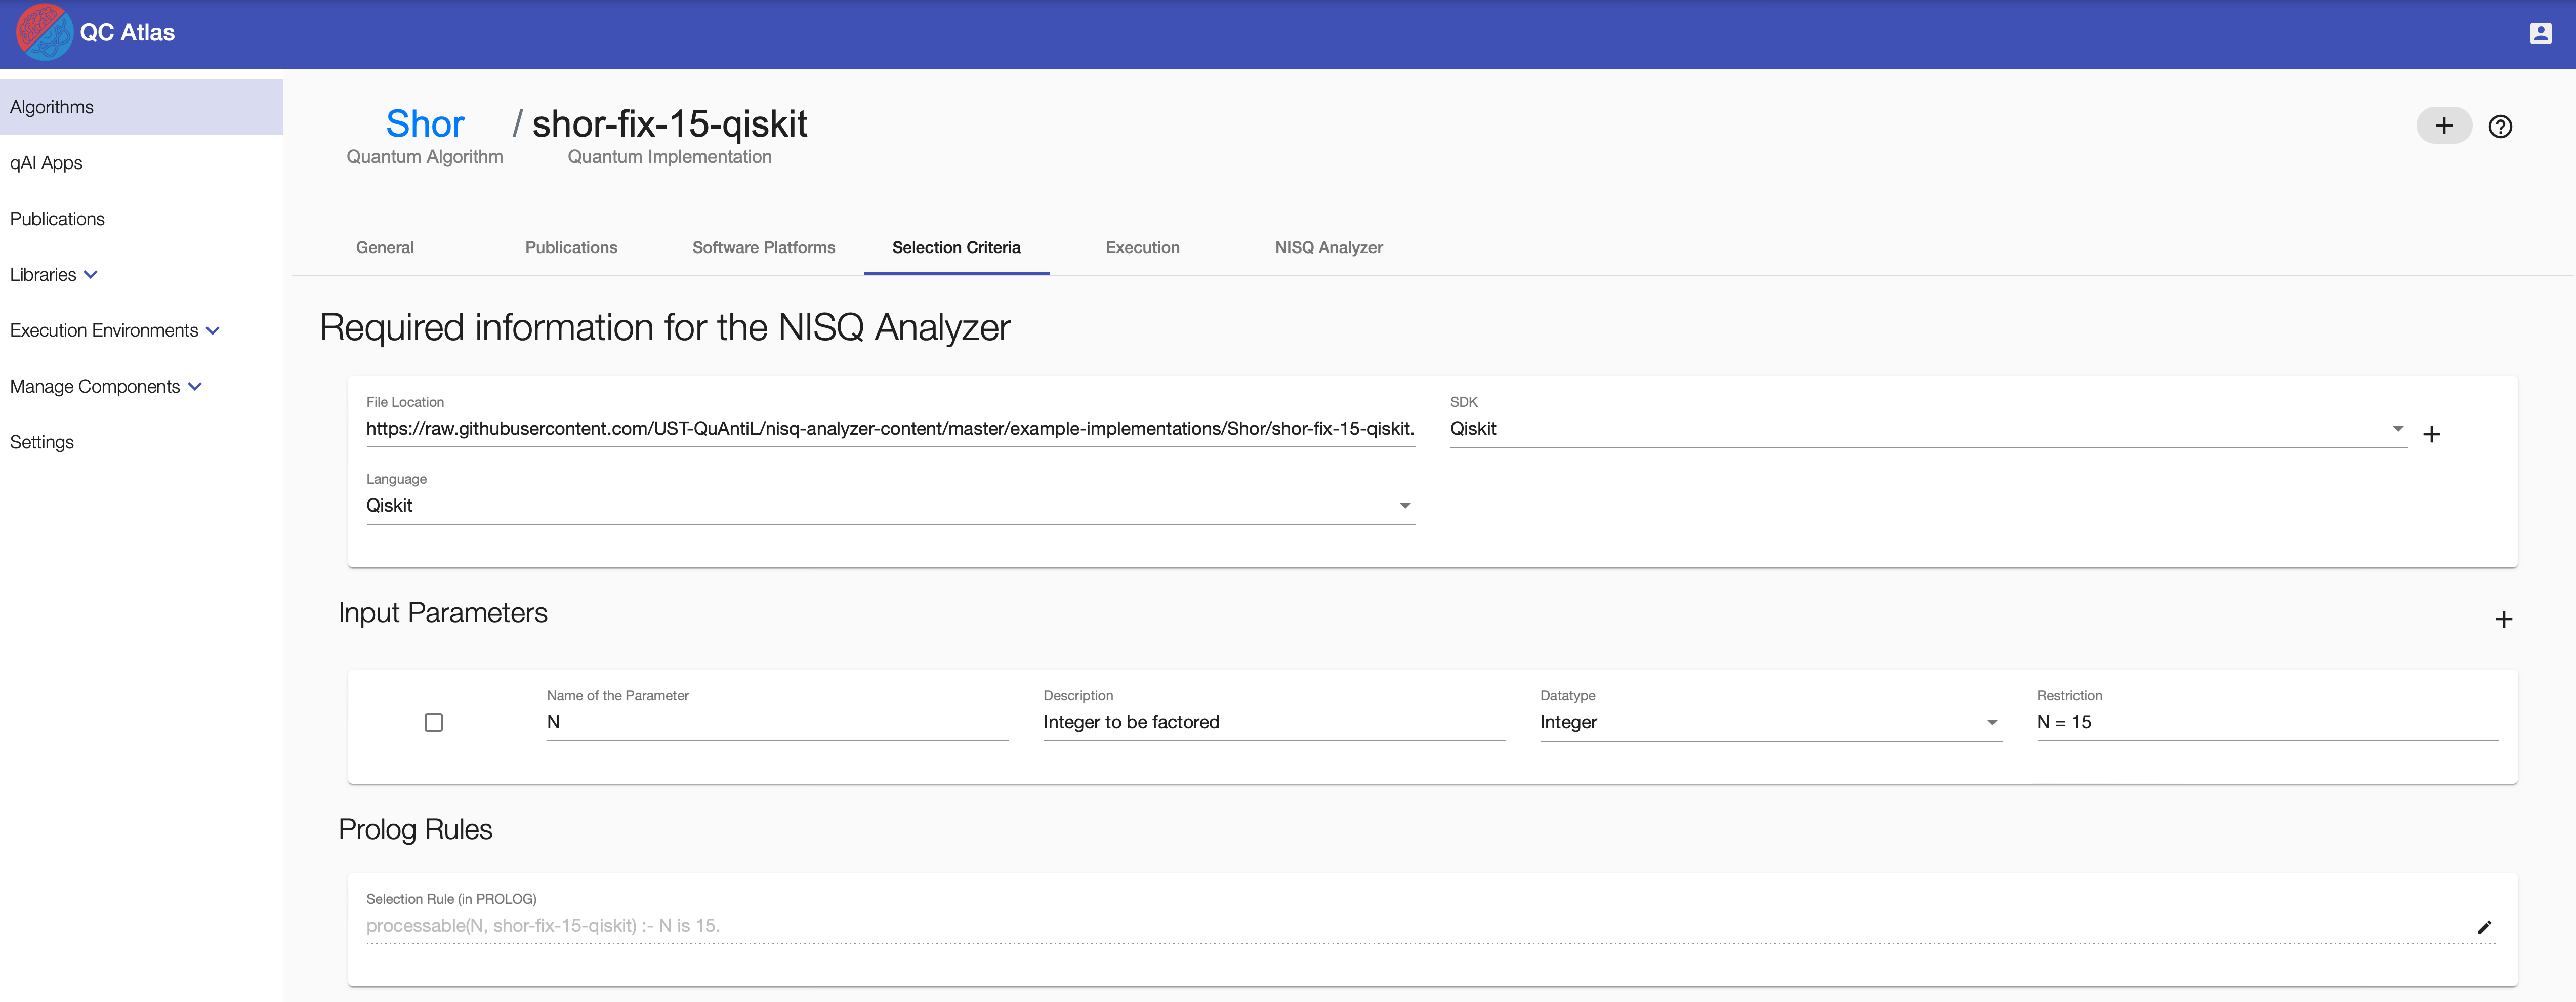 QC Atlas
Algorithms
qAI Apps
Publications
Libraries
Execution Environments
Manage Components
Settings
Shor / shor-fix-15-qiskit
Quantum Algorithm Quantum Implementation
General Publications Software Platforms Selection Criteria Execution NISQ Analyzer
Required information for the NISQ Analyzer
File Location SDK
https://raw.githubusercontent.com/UST-QuAntiL/nisq-analyzer-content/master/example-implementations/Shor/shor-fix-15-qiskit. Qiskit
Language
Qiskit
Input Parameters
Name of the Parameter Description Datatype Restriction
N Integer to be factored Integer N = 15
Prolog Rules
Selection Rule (in PROLOG)
processable(N, shor-fix-15-qiskit) :- N is 15.